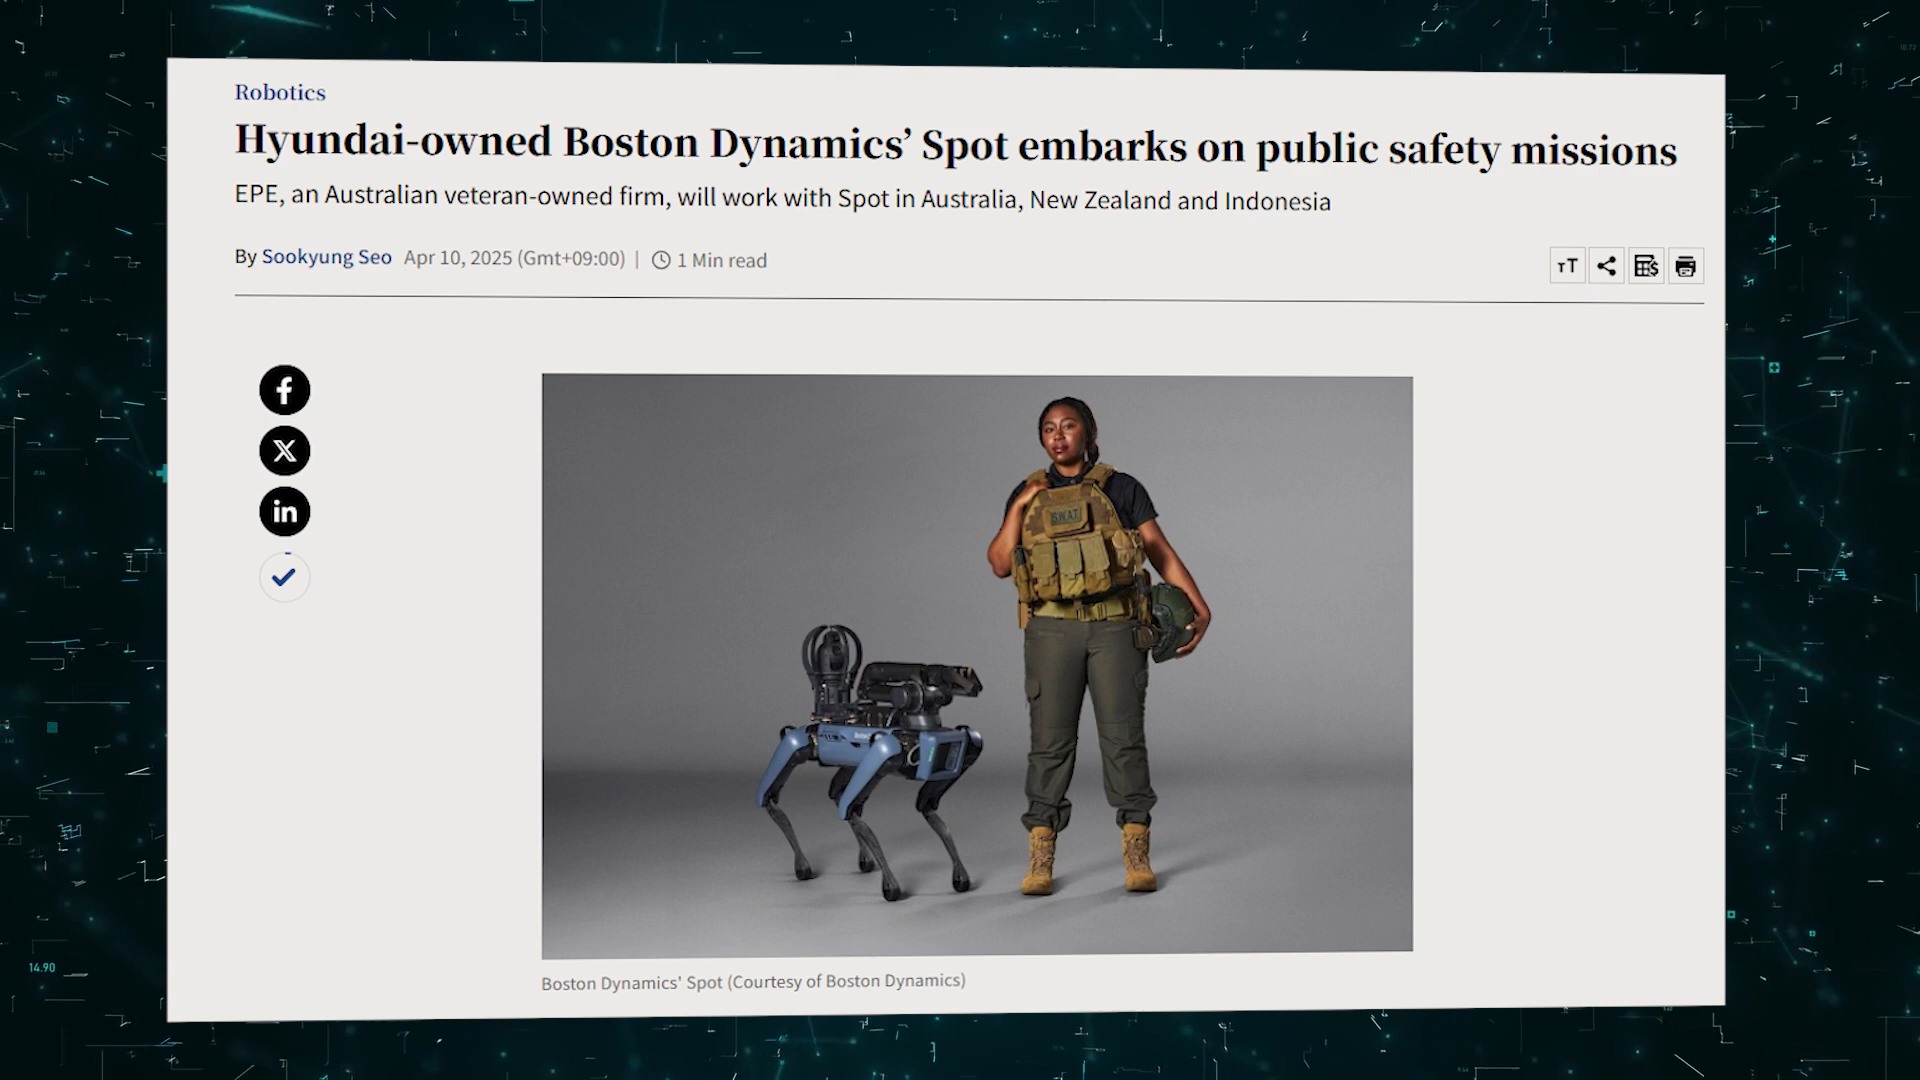 Robotics
Hyundai-owned Boston Dynamics’ Spot embarks on public safety missions
EPE, an Australian veteran-owned firm, will work with Spot in Australia, New Zealand and Indonesia
By Sookyung Seo Apr 10, 2025 (Gmt+09:00) | 1 Min read
TT
f
X
in
SWAT
Boston Dynamics' Spot (Courtesy of Boston Dynamics)
14.90